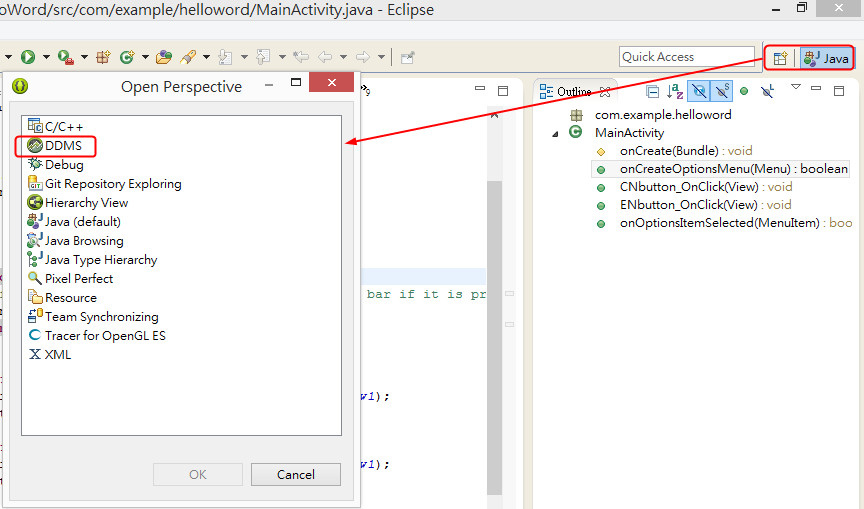 oWord/src/com/example/helloword/MainActivity.java - Eclipse
Quick Access
Java
Open Perspective
C/C++
DDMS
Debug
Git Repository Exploring
Hierarchy View
Java (default)
Java Browsing
Java Type Hierarchy
Pixel Perfect
Resource
Team Synchronizing
Tracer for OpenGL ES
XML
OK
Cancel
bar if it is pr
v1);
v1);
Outline
com.example.helloword
MainActivity
onCreate(Bundle) : void
onCreateOptionsMenu(Menu) : boolean
CNbutton_OnClick(View) : void
ENbutton_OnClick(View) : void
onOptionsItemSelected(MenuItem) : boo